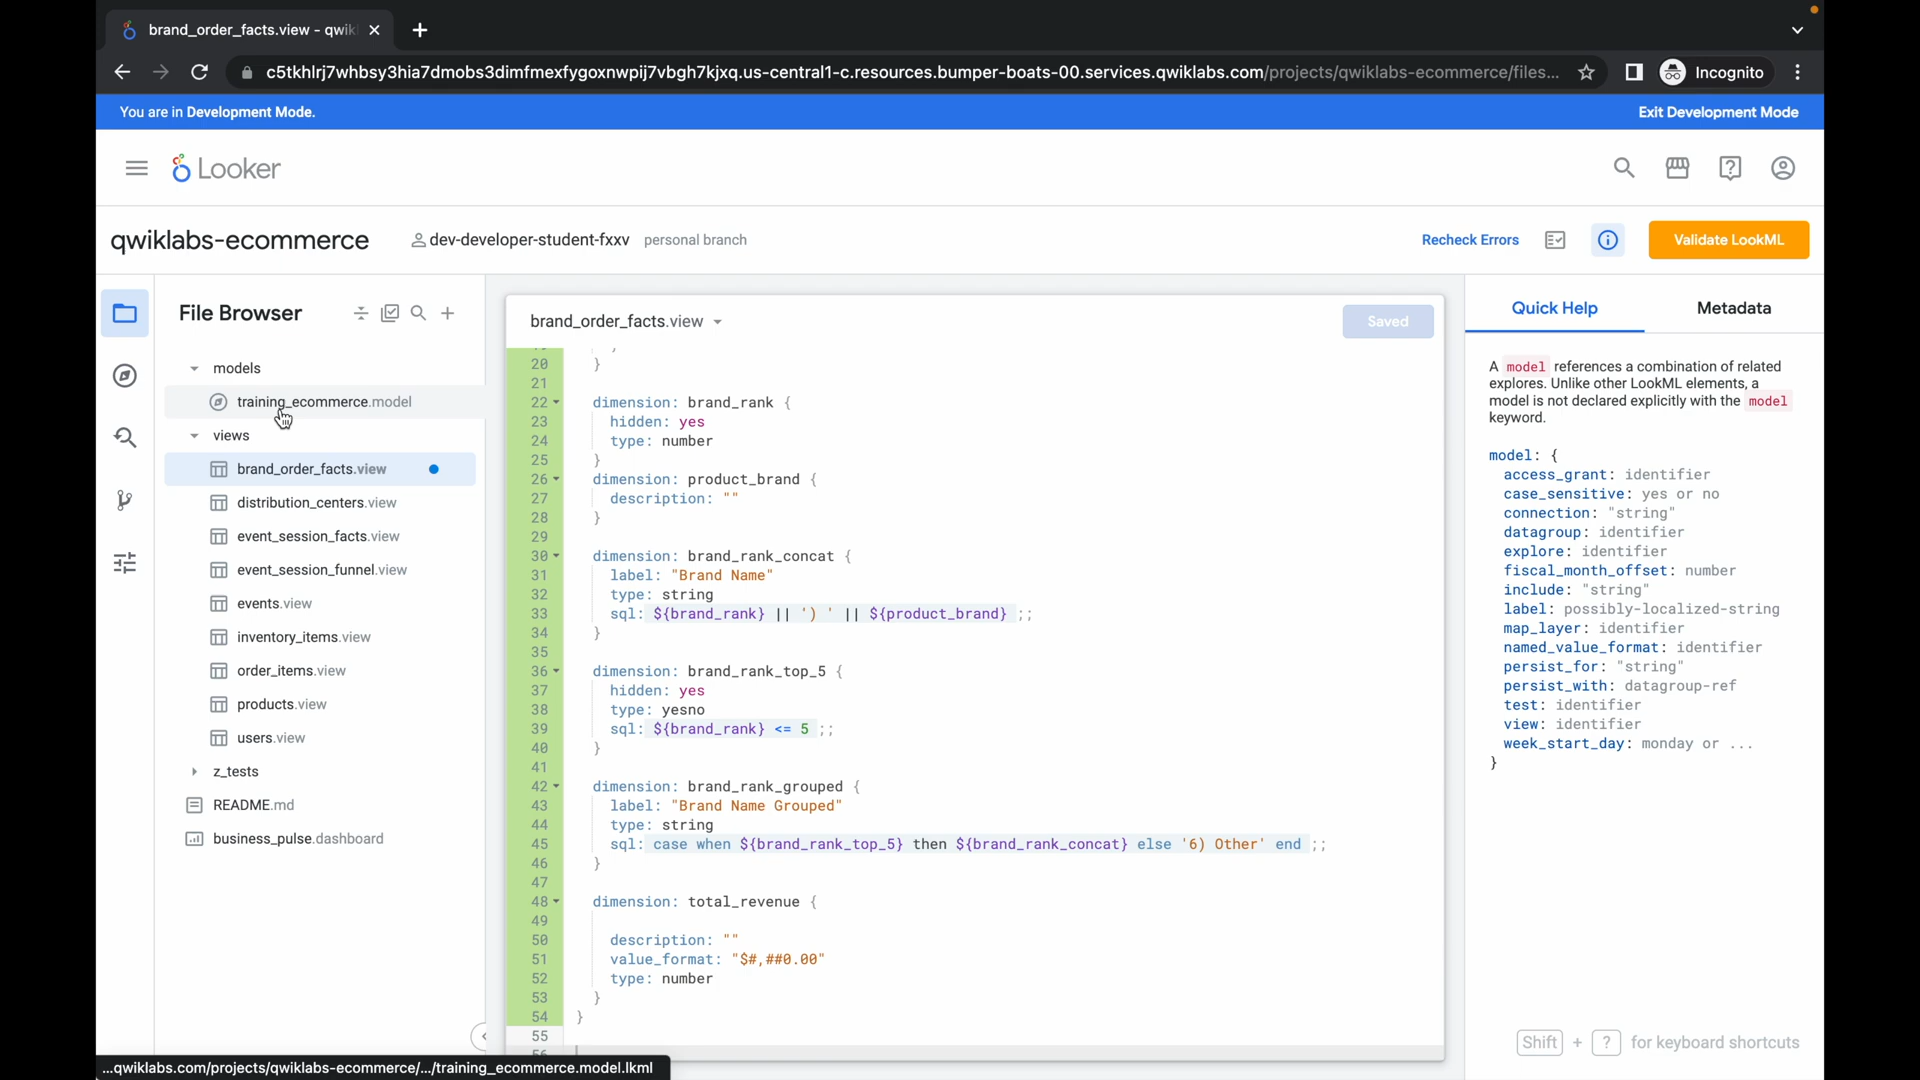 brand_order_facts.view - qwik
c5tkhlrj7whbsy3hia7dmobs3dimfmexfygoxnwpij7vbgh7kjxq.us-central1-c.resources.bumper-boats-00.services.qwiklabs.com/projects/qwiklabs-ecommerce/files...
Incognito
You are in Development Mode.
Exit Development Mode
Looker
qwiklabs-ecommerce
dev-developer-student-fxxv personal branch
Recheck Errors
Validate LookML
File Browser
models
training_ecommerce.model
views
brand_order_facts.view
distribution_centers.view
event_session_facts.view
event_session_funnel.view
events.view
inventory_items.view
order_items.view
products.view
users.view
z_tests
README.md
business_pulse.dashboard
brand_order_facts.view
Saved
20 }
21
22 dimension: brand_rank {
23 hidden: yes
24 type: number
25 }
26 dimension: product_brand {
27 description: ""
28 }
29
30 dimension: brand_rank_concat {
31 label: "Brand Name"
32 type: string
33 sql: ${brand_rank} || ') ' || ${product_brand} ;;
34 }
35
36 dimension: brand_rank_top_5 {
37 hidden: yes
38 type: yesno
39 sql: ${brand_rank} <= 5 ;;
40 }
41
42 dimension: brand_rank_grouped {
43 label: "Brand Name Grouped"
44 type: string
45 sql: case when ${brand_rank_top_5} then ${brand_rank_concat} else '6) Other' end ;;
46 }
47
48 dimension: total_revenue {
49
50 description: ""
51 value_format: "$#,##0.00"
52 type: number
53 }
54 }
55
56
Quick Help
Metadata
A model references a combination of related
explores. Unlike other LookML elements, a
model is not declared explicitly with the model
keyword.
model: {
access_grant: identifier
case_sensitive: yes or no
connection: "string"
datagroup: identifier
explore: identifier
fiscal_month_offset: number
include: "string"
label: possibly-localized-string
map_layer: identifier
named_value_format: identifier
persist_for: "string"
persist_with: datagroup-ref
test: identifier
view: identifier
week_start_day: monday or ...
}
Shift + ? for keyboard shortcuts
...qwiklabs.com/projects/qwiklabs-ecommerce/.../training_ecommerce.model.lkml